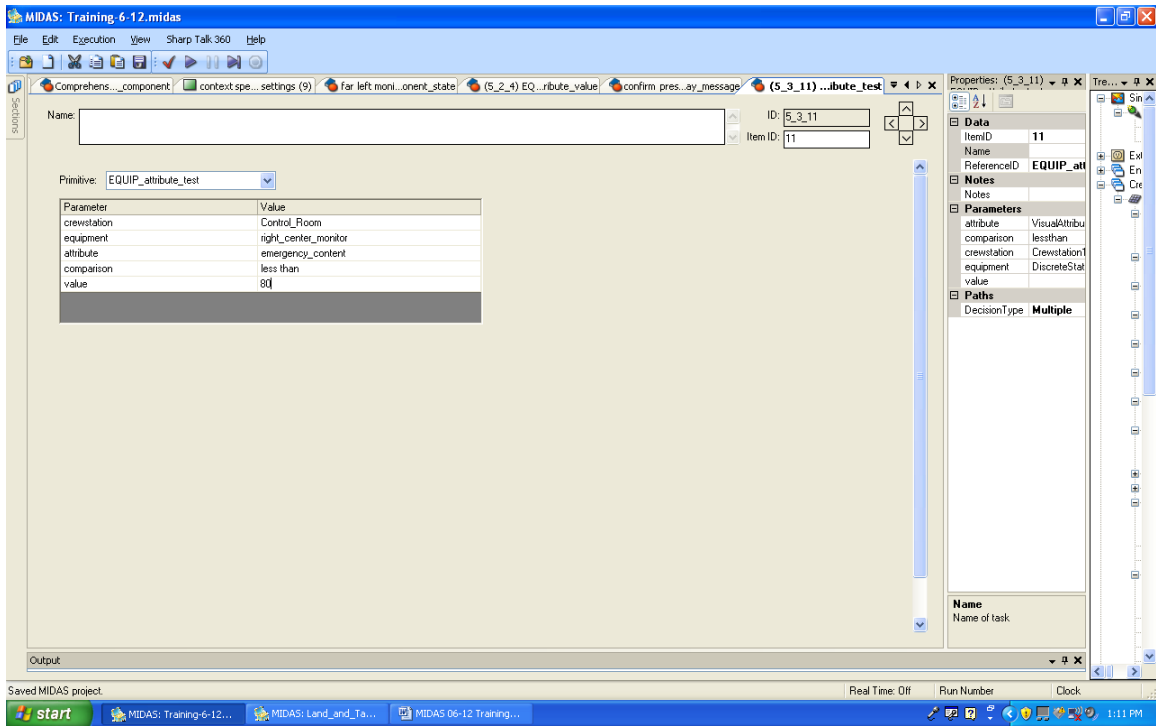 MIDAS: Training-6-12.midas
File Edit Execution View Sharp Talk 360 Help
Comprehens..._component context spe... settings (9) far left moni...onent_state (5_2_4) EQ...ribute_value confirm pres...ay_message (5_3_11) ...ibute_test
Sections
Name:
ID: 5_3_11
Item ID: 11
Primitive: EQUIP_attribute_test
Parameter Value
crewstation Control_Room
equipment right_center_monitor
attribute emergency_content
comparison less than
value 80
Properties: (5_3_11)
Data
ItemID 11
Name
ReferenceID EQUIP_att
Notes
Notes
Parameters
attribute VisualAttribu
comparison lessthan
crewstation Crewstation1
equipment DiscreteStat
value
Paths
DecisionType Multiple
Name
Name of task
Tre...
Sin
Ext
En
Cre
Output
Saved MIDAS project. Real Time: Off Run Number Clock
start MIDAS: Training-6-12... MIDAS: Land_and_Ta... MIDAS 06-12 Training... 1:11 PM